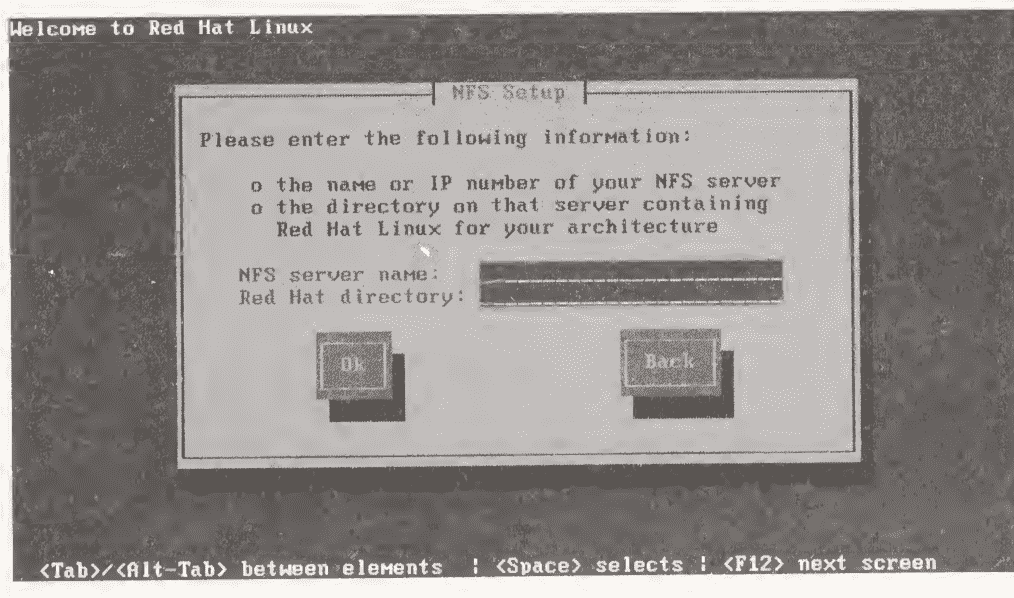 Welcome to Red Hat Linux
NFS Setup
Please enter the following information:
o the name or IP number of your NFS server
o the directory on that server containing
Red Hat Linux for your architecture
NFS server name:
Red Hat directory:
Ok
Back
<Tab>/<Alt-Tab> between elements ¦ <Space> selects ¦ <F12> next screen